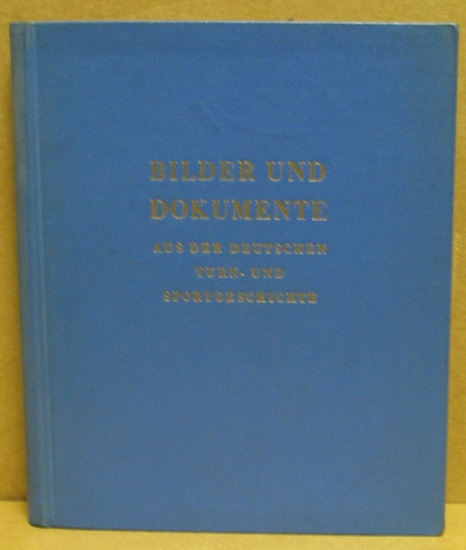 BILDER UND
DOKUMENTE
AUS DER DEUTSCHEN
TURN- UND
SPORTGESCHICHTE